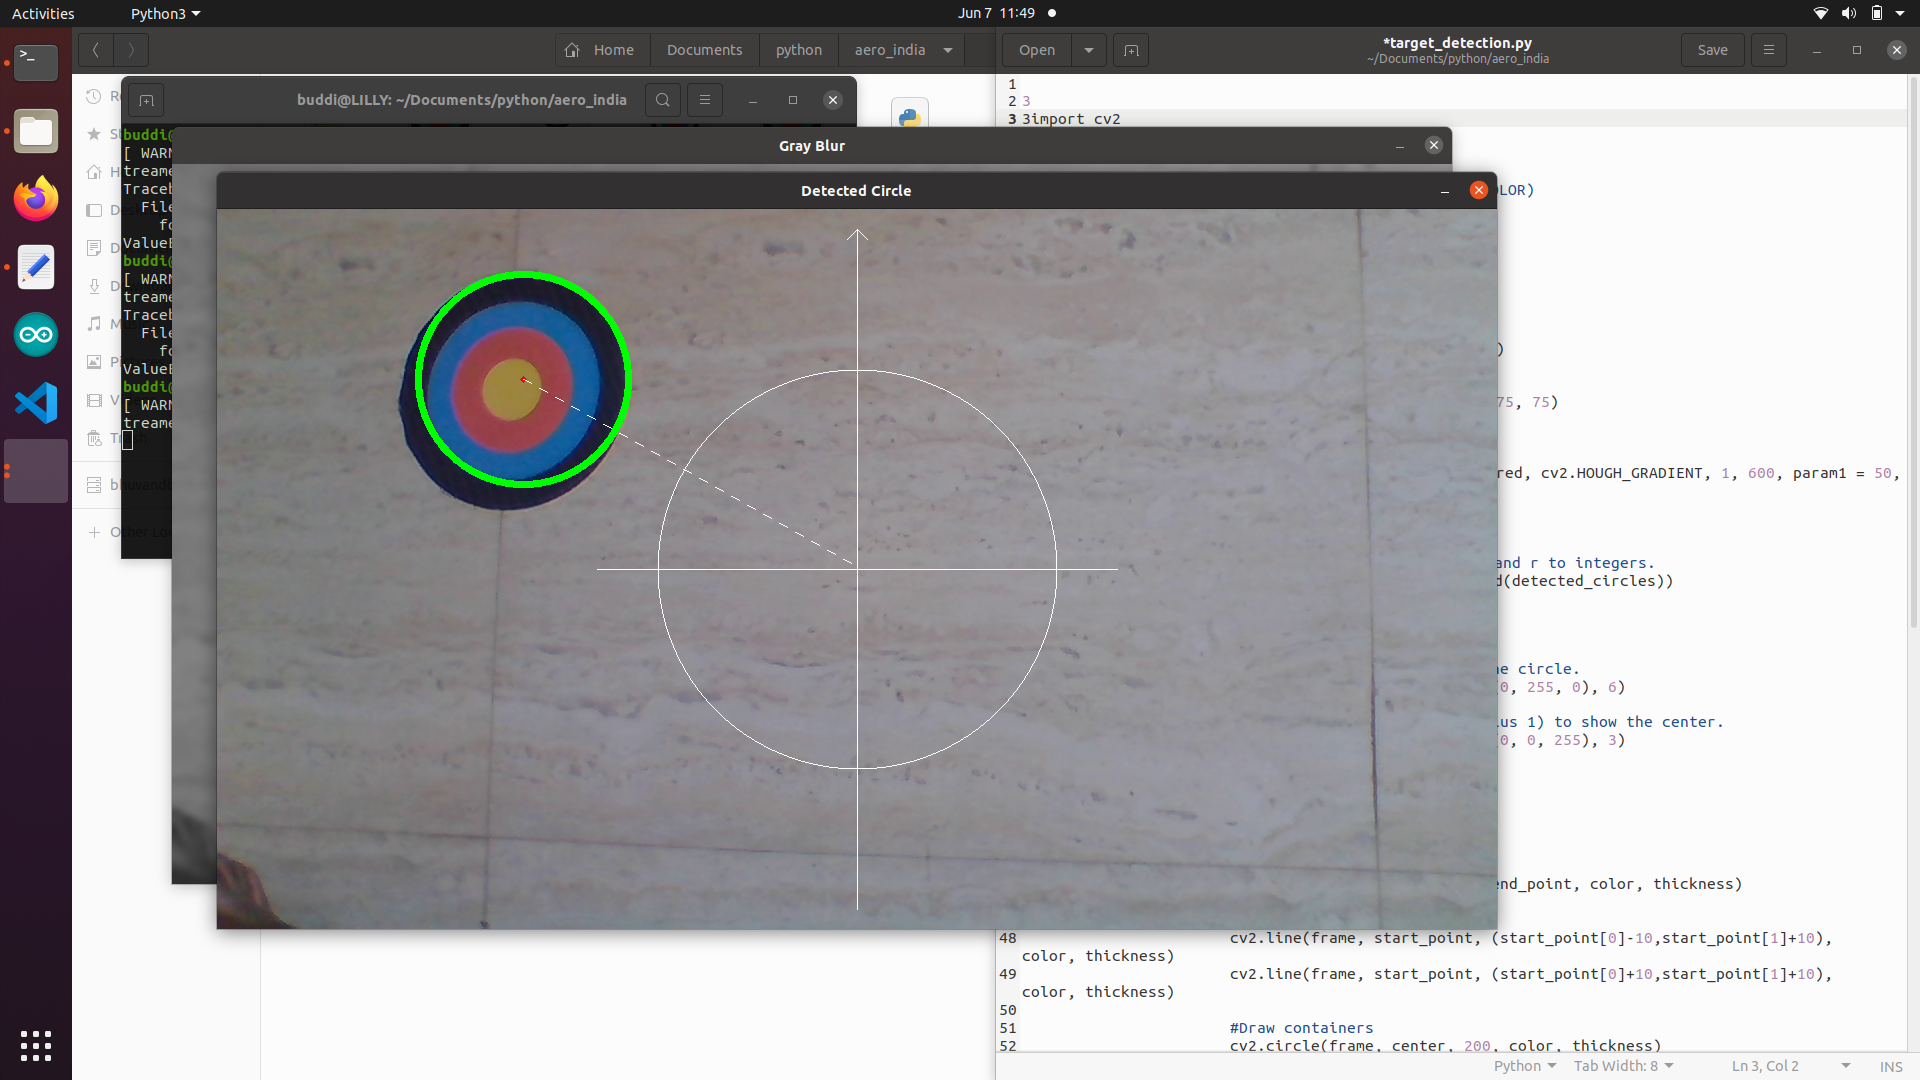 Activities
Python3
Jun 7 11:49
Home
Documents
python
aero_india
Open
*target_detection.py
~/Documents/python/aero_india
Save
buddi@LILLY: ~/Documents/python/aero_india
Gray Blur
Detected Circle
buddi@
[ WARN
treame
Traceb
File
fo
ValueE
buddi@
[ WARN
treame
Traceb
File
fo
ValueE
buddi@
[ WARN
treame
1
2 3
3 3import cv2
LOR)
)
75, 75)
red, cv2.HOUGH_GRADIENT, 1, 600, param1 = 50,
and r to integers.
d(detected_circles))
he circle.
0, 255, 0), 6)
ius 1) to show the center.
0, 0, 255), 3)
end_point, color, thickness)
48 cv2.line(frame, start_point, (start_point[0]-10,start_point[1]+10),
color, thickness)
49 cv2.line(frame, start_point, (start_point[0]+10,start_point[1]+10),
color, thickness)
50
51 #Draw containers
52 cv2.circle(frame, center, 200, color, thickness)
Python
Tab Width: 8
Ln 3, Col 2
INS